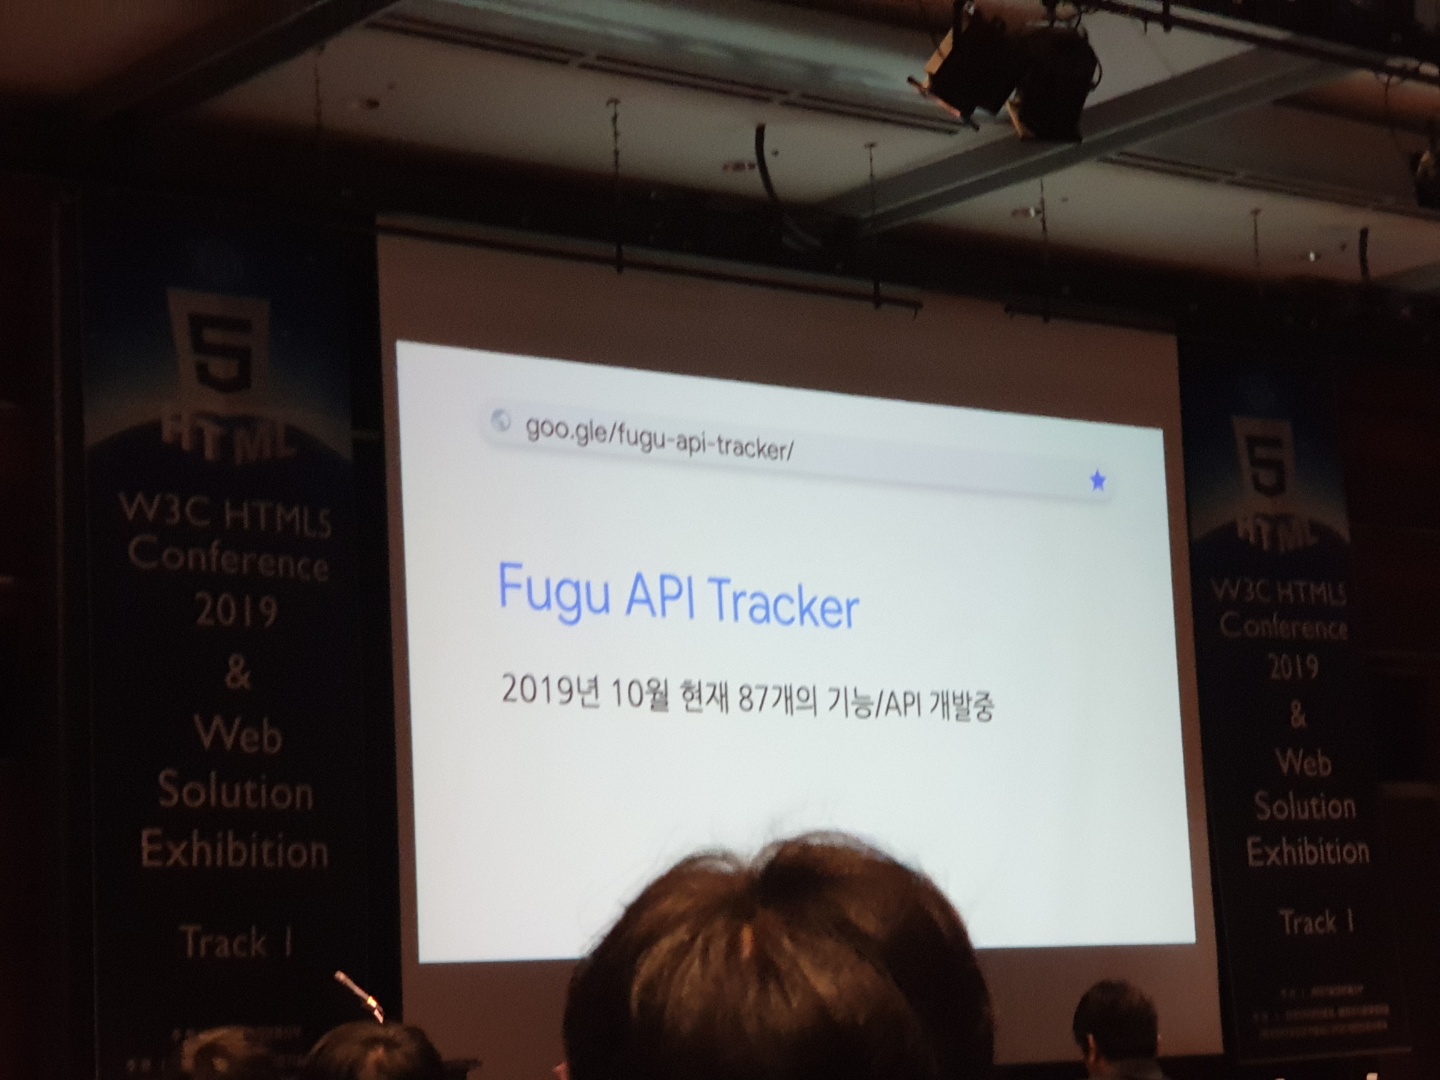 5
HTML
W3C HTML5
Conference
2019
&
Web
Solution
Exhibition
Track 1
goo.gle/fugu-api-tracker/
Fugu API Tracker
2019년 10월 현재 87개의 기능/API 개발중
5
HTML
W3C HTML5
Conference
2019
&
Web
Solution
Exhibition
Track 1